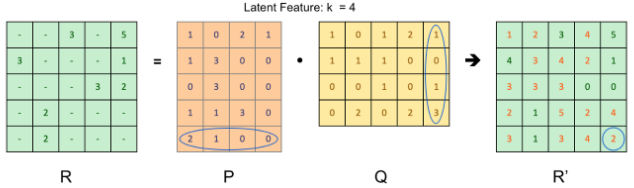 Latent Feature: k = 4
- - 3 - 5 1 0 2 1 1 0 1 2 1 1 2 3 4 5
3 - - - 1 1 3 0 0 1 1 1 0 0 4 3 4 2 1
= • ➔
- - - 3 2 0 3 0 0 0 0 1 0 1 3 3 3 0 0
- 2 - - - 1 1 3 0 0 2 0 2 3 2 1 5 2 4
- 2 - - - 2 1 0 0 3 1 3 4 2
R P Q R'